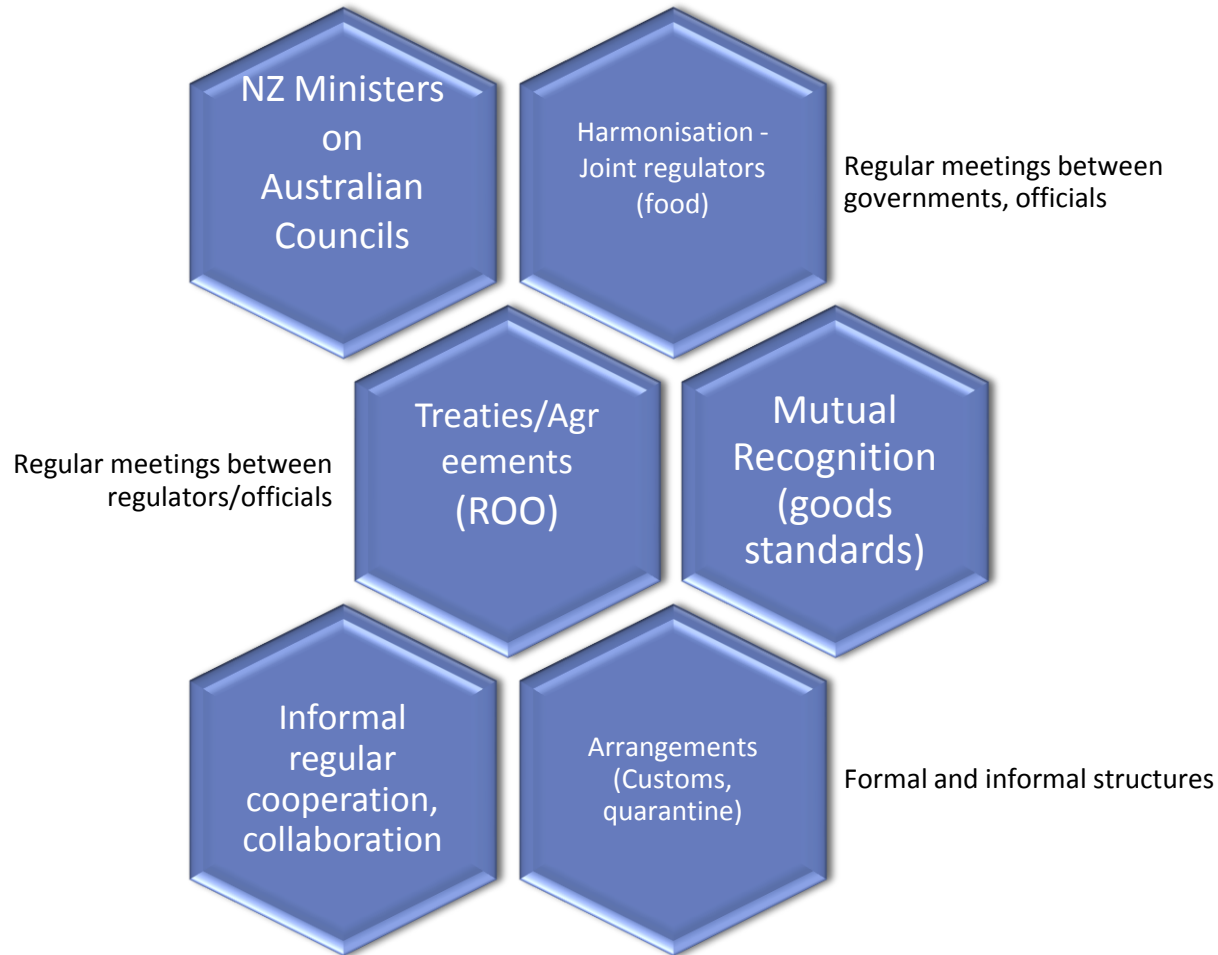 NZ Ministers
on
Australian
Councils
Harmonisation -
Joint regulators
(food)
Regular meetings between
governments, officials
Regular meetings between
regulators/officials
Treaties/Agr
eements
(ROO)
Mutual
Recognition
(goods
standards)
Informal
regular
cooperation,
collaboration
Arrangements
(Customs,
quarantine)
Formal and informal structures